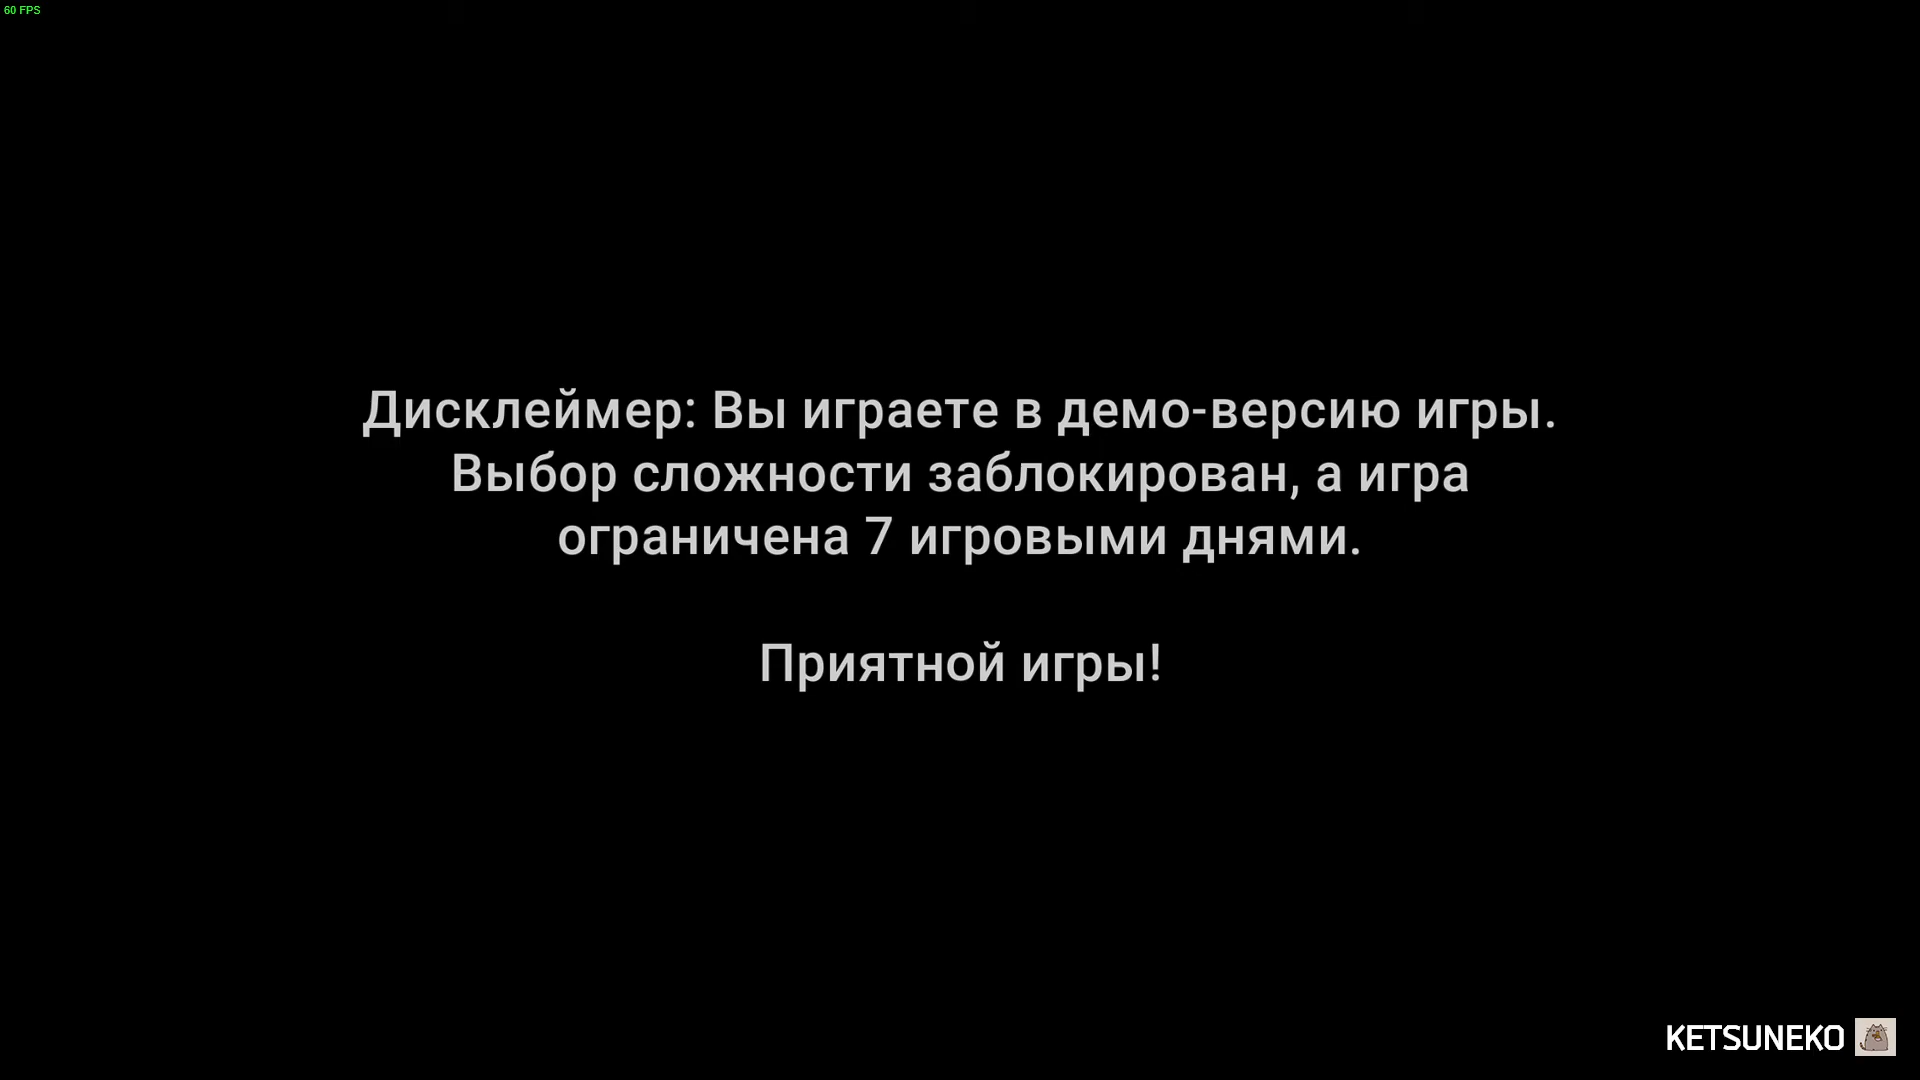 60 FPS
Дисклеймер: Вы играете в демо-версию игры.
Выбор сложности заблокирован, а игра
ограничена 7 игровыми днями.
Приятной игры!
KETSUNEKO